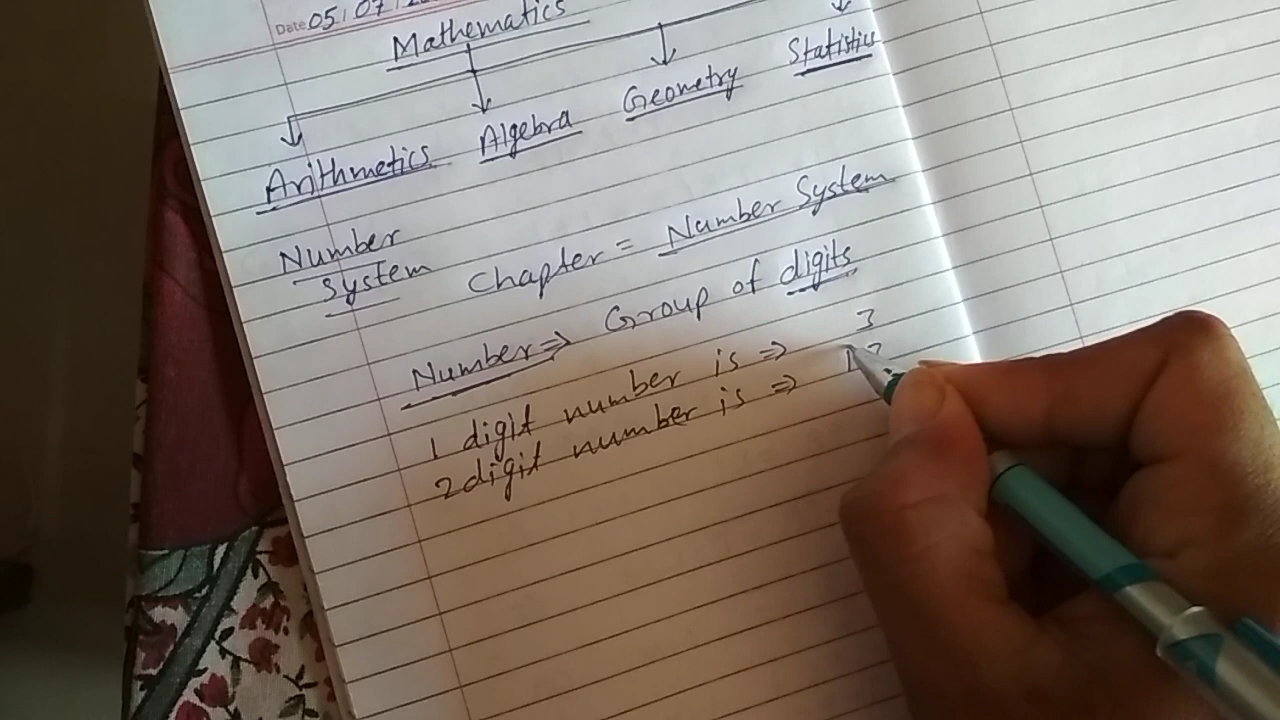 Date 05/07/
Mathematics
Arithmetics Algebra Geometry Statistics
Number
System
Chapter = Number System
Number ⇒ Group of digits
1 digit number is ⇒ 3
2 digit number is ⇒